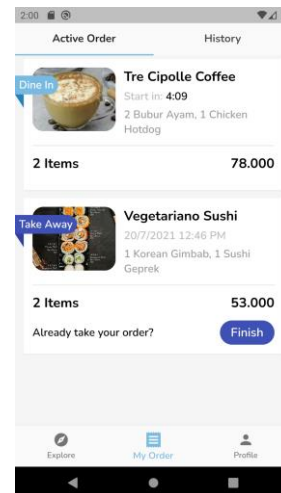 2:00
Active Order
History
Dine In
Tre Cipolle Coffee
Start in: 4:09
2 Bubur Ayam, 1 Chicken
Hotdog
2 Items
78.000
Take Away
Vegetariano Sushi
20/7/2021 12:46 PM
1 Korean Gimbab, 1 Sushi
Geprek
2 Items
53.000
Already take your order?
Finish
Explore
My Order
Profile